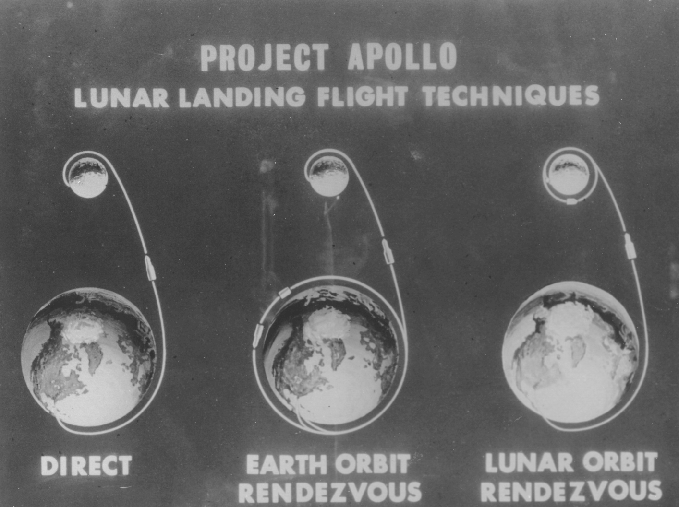 PROJECT APOLLO
LUNAR LANDING FLIGHT TECHNIQUES
DIRECT
EARTH ORBIT
RENDEZVOUS
LUNAR ORBIT
RENDEZVOUS